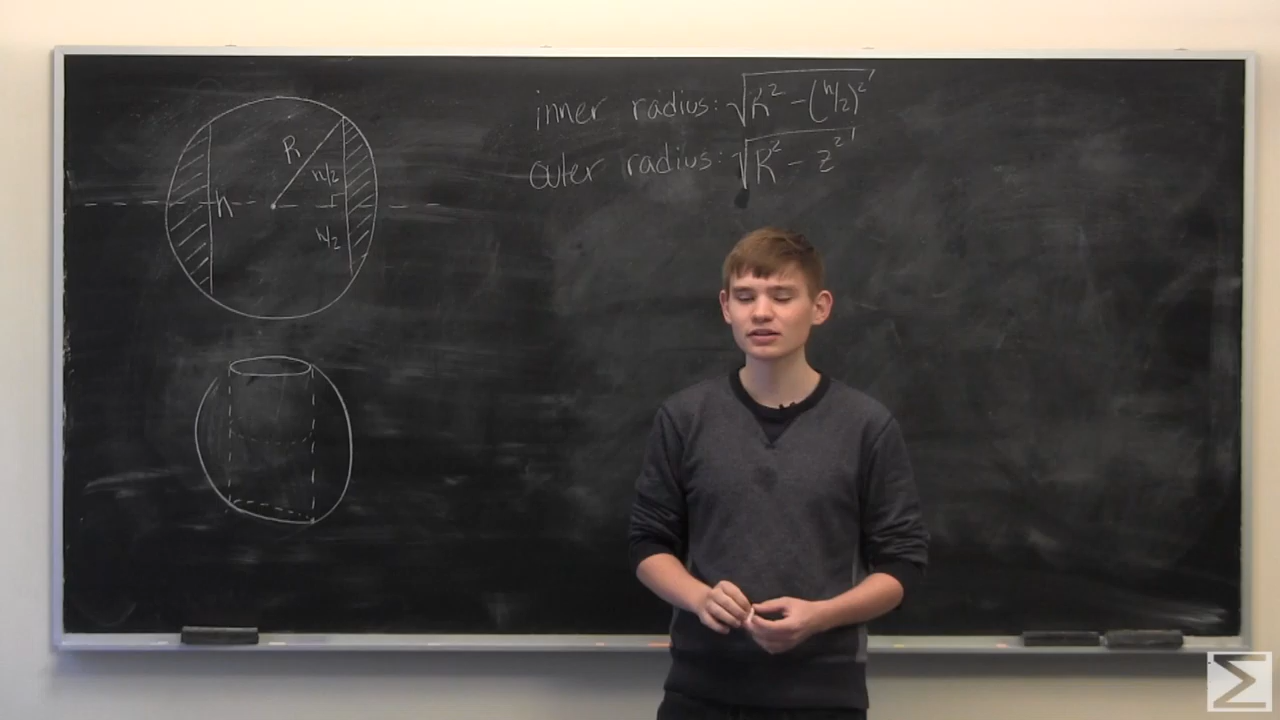 inner radius: √(R² - (h/2)²)
outer radius: √(R² - z²)
R
h/2
h
h/2
Σ